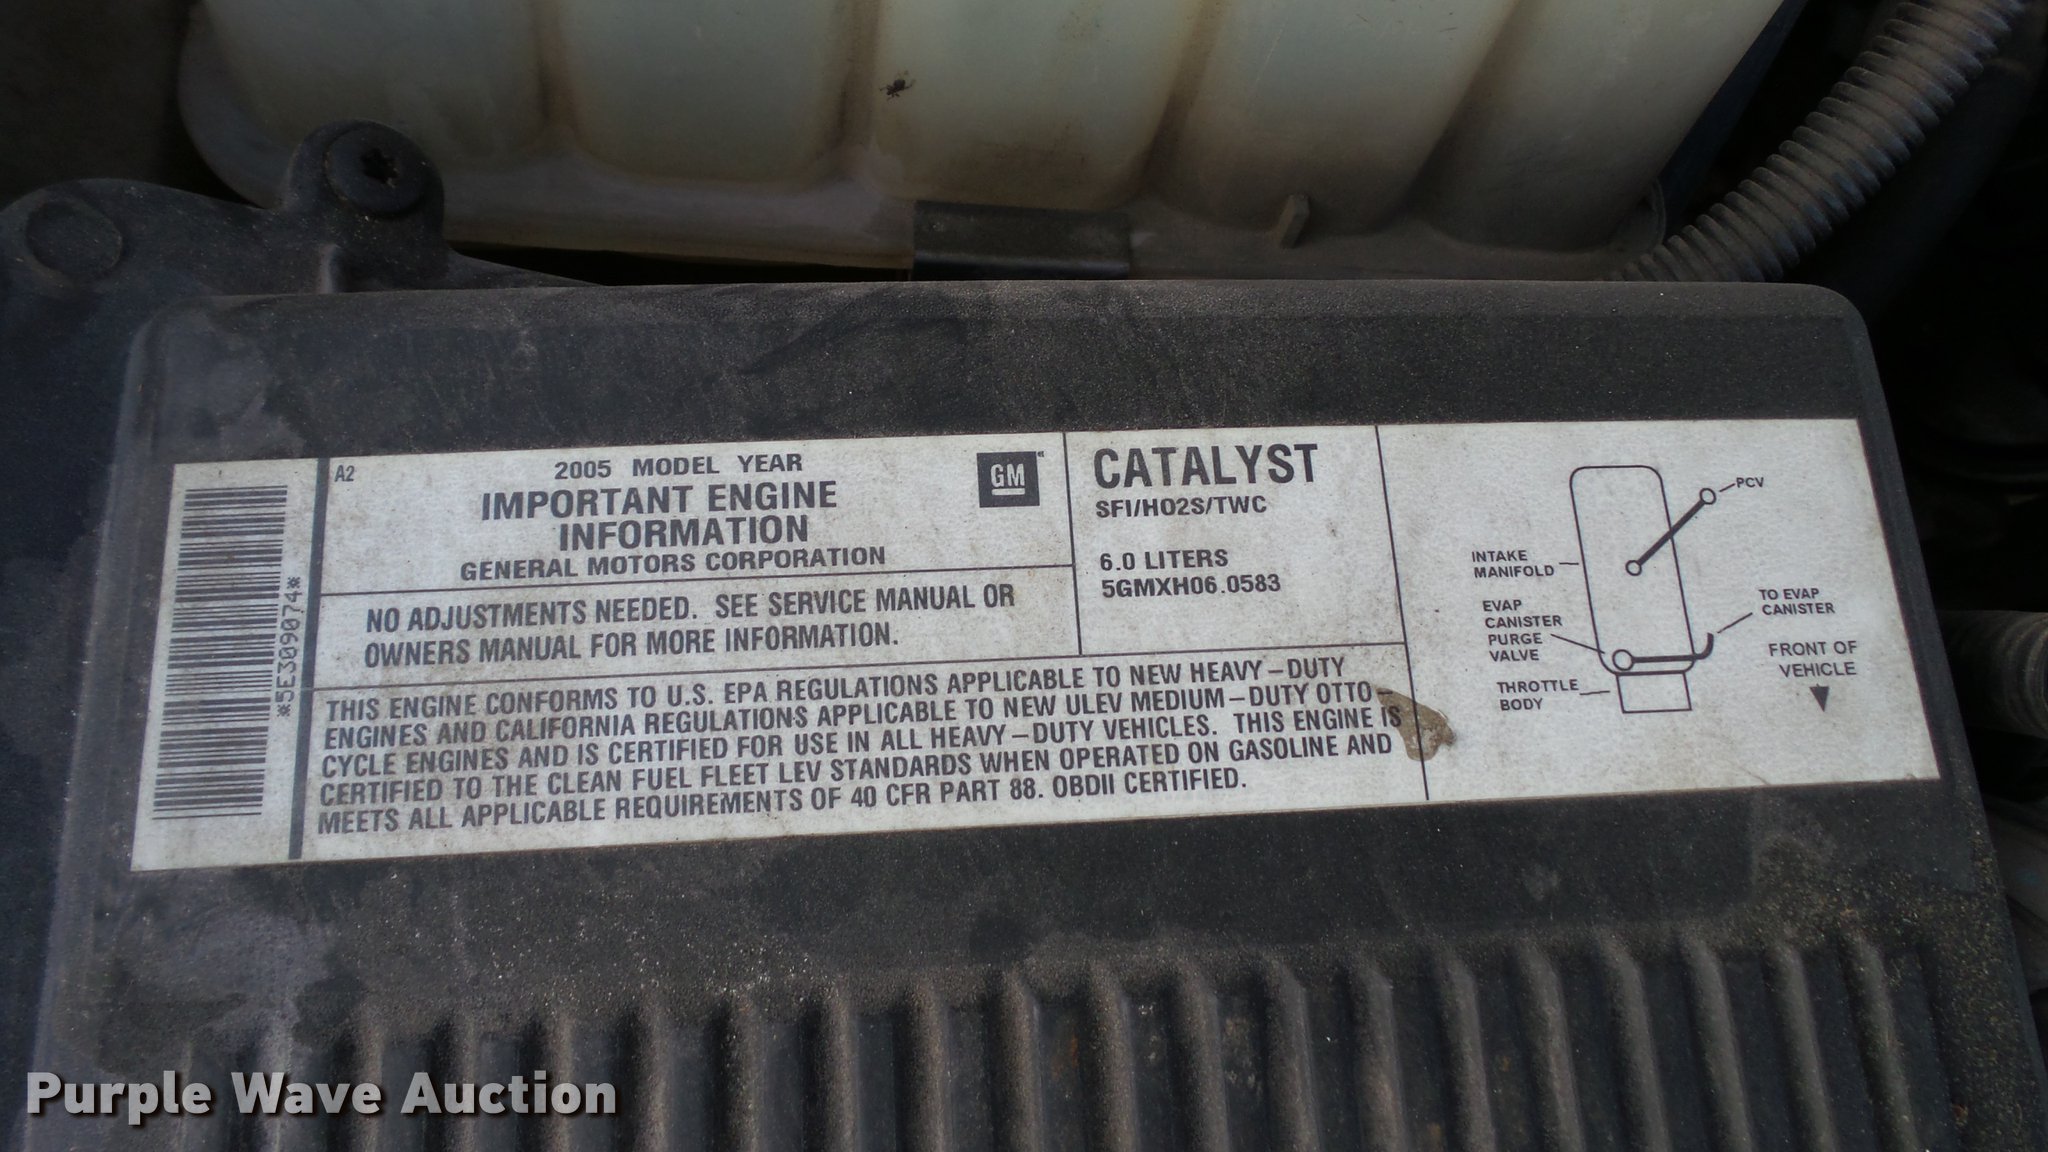 *5E3090740*
A2
2005 MODEL YEAR
IMPORTANT ENGINE
INFORMATION
GENERAL MOTORS CORPORATION
GM
NO ADJUSTMENTS NEEDED. SEE SERVICE MANUAL OR
OWNERS MANUAL FOR MORE INFORMATION.
CATALYST
SFI/HO2S/TWC
6.0 LITERS
5GMXH06.0583
THIS ENGINE CONFORMS TO U.S. EPA REGULATIONS APPLICABLE TO NEW HEAVY-DUTY
ENGINES AND CALIFORNIA REGULATIONS APPLICABLE TO NEW ULEV MEDIUM-DUTY OTTO-
CYCLE ENGINES AND IS CERTIFIED FOR USE IN ALL HEAVY-DUTY VEHICLES. THIS ENGINE IS
CERTIFIED TO THE CLEAN FUEL FLEET LEV STANDARDS WHEN OPERATED ON GASOLINE AND
MEETS ALL APPLICABLE REQUIREMENTS OF 40 CFR PART 88. OBDII CERTIFIED.
PCV
INTAKE
MANIFOLD
EVAP
CANISTER
PURGE
VALVE
THROTTLE
BODY
TO EVAP
CANISTER
FRONT OF
VEHICLE
Purple Wave Auction